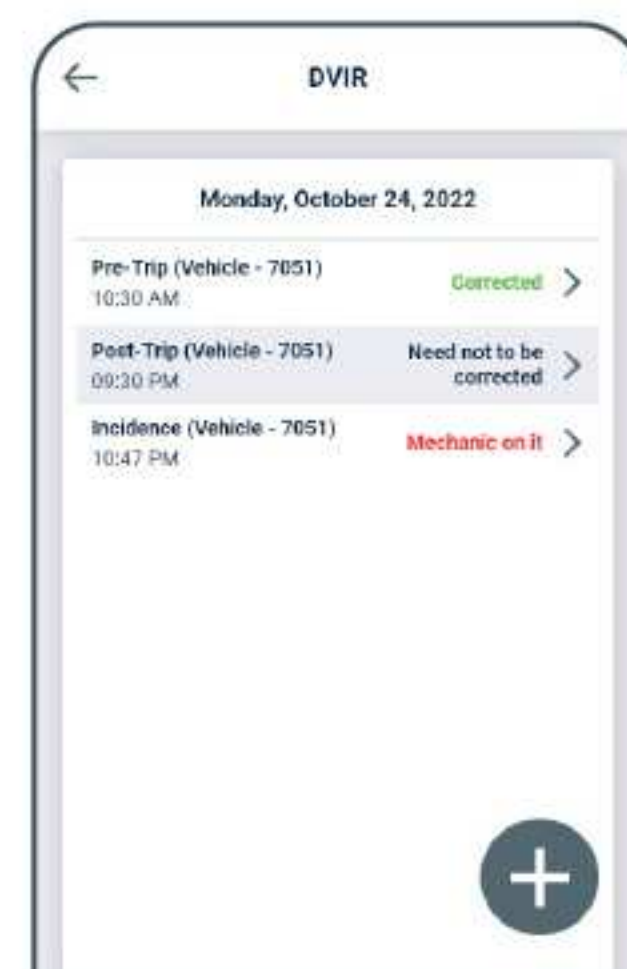 DVIR
Monday, October 24, 2022
Pre-Trip (Vehicle - 7051)
10:30 AM
Corrected
Post-Trip (Vehicle - 7051)
09:30 PM
Need not to be
corrected
Incidence (Vehicle - 7051)
10:47 PM
Mechanic on it